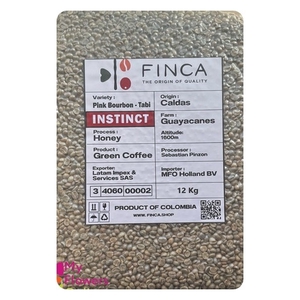 FINCA
THE ORIGIN OF QUALITY
Variety :
Pink Bourbon - Tabi
Origin :
Caldas
INSTINCT
Farm :
Guayacanes
Process :
Honey
Altitude:
1600m
Product :
Green Coffee
Processor :
Sebastian Pinzon
Exporter:
Latam Impex &
Services SAS
Importer :
MFO Holland BV
3 4060 00002
12 Kg
PRODUCT OF COLOMBIA
WWW.FINCA.SHOP
My
Flowers